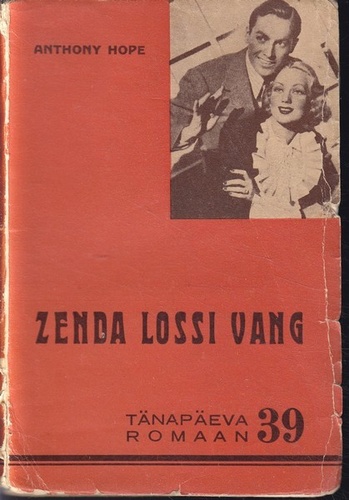 ANTHONY HOPE
ZENDA LOSSI VANG
TÄNAPÄEVA
ROMAAN 39